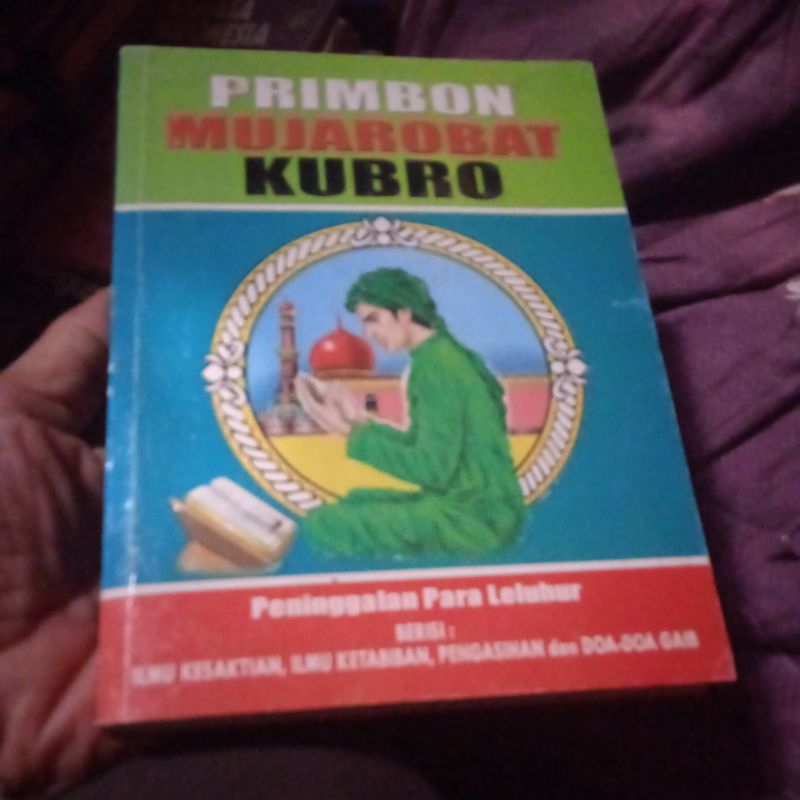 PRIMBON
MUJAROBAT
KUBRO
Peninggalan Para Leluhur
BERISI :
ILMU KESAKTIAN, ILMU KETABIBAN, PENGASIHAN dan DOA-DOA GAIB